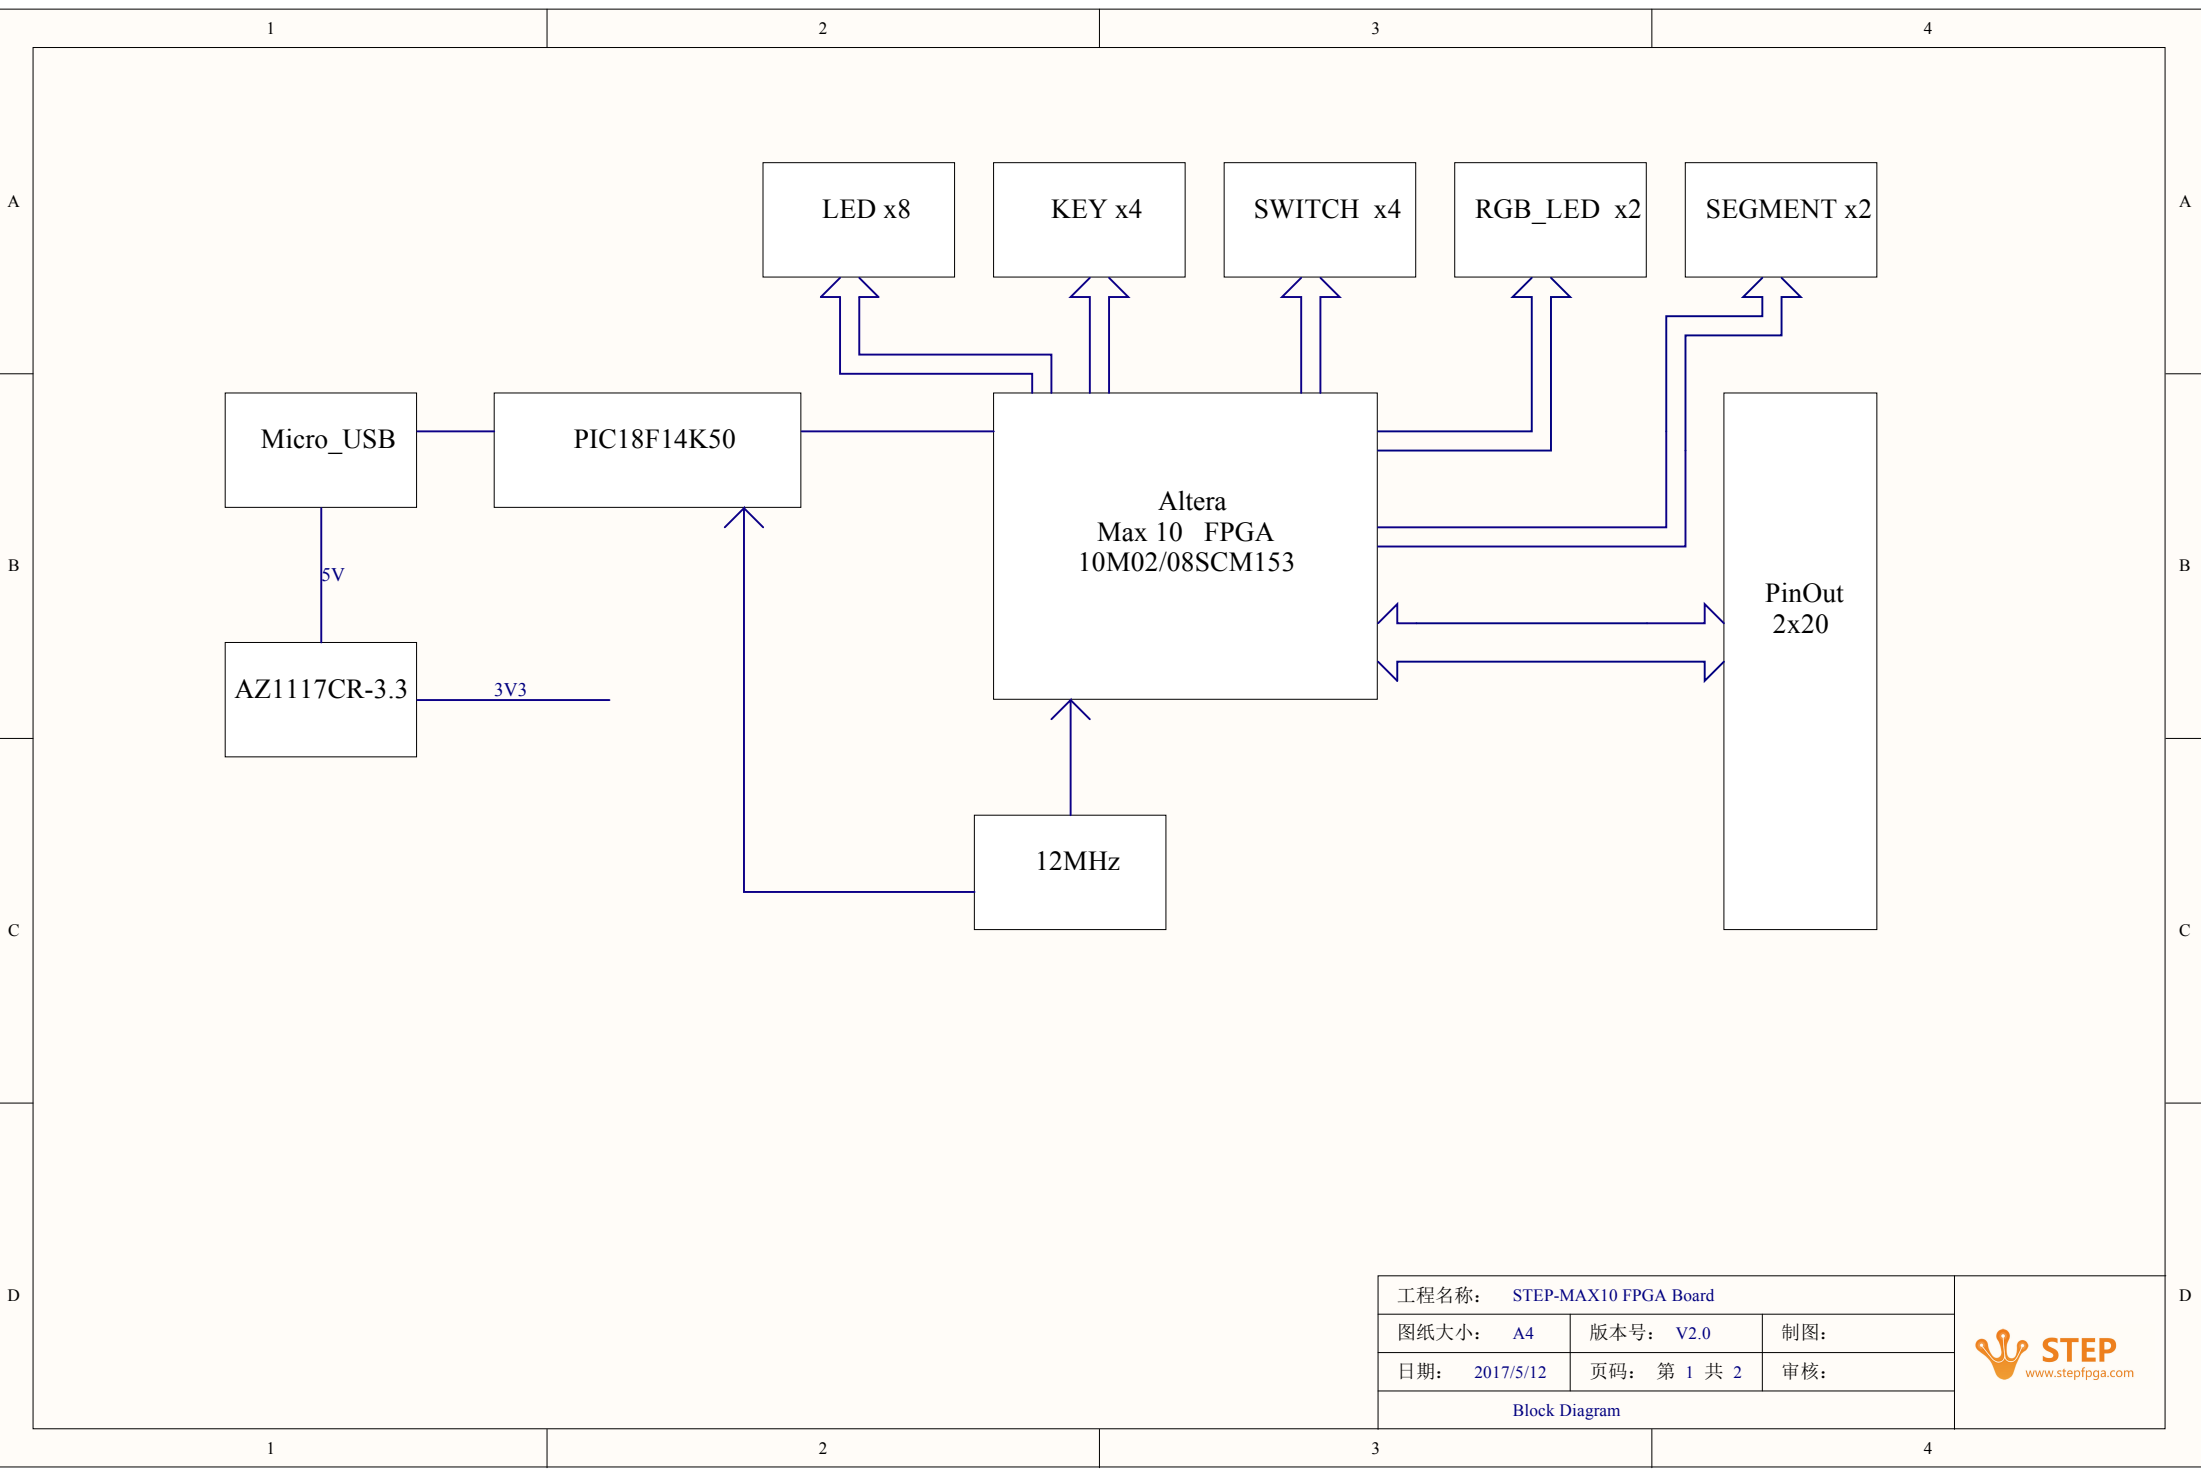 1 2 3 4
A A
LED x8 KEY x4 SWITCH x4 RGB_LED x2 SEGMENT x2
Micro_USB PIC18F14K50
Altera
Max 10 FPGA
10M02/08SCM153
B B
5V
PinOut
2x20
AZ1117CR-3.3 3V3
12MHz
C C
D D
工程名称： STEP-MAX10 FPGA Board
图纸大小： A4 版本号： V2.0 制图：
日期： 2017/5/12 页码： 第 1 共 2 审核：
Block Diagram
STEP
www.stepfpga.com
1 2 3 4